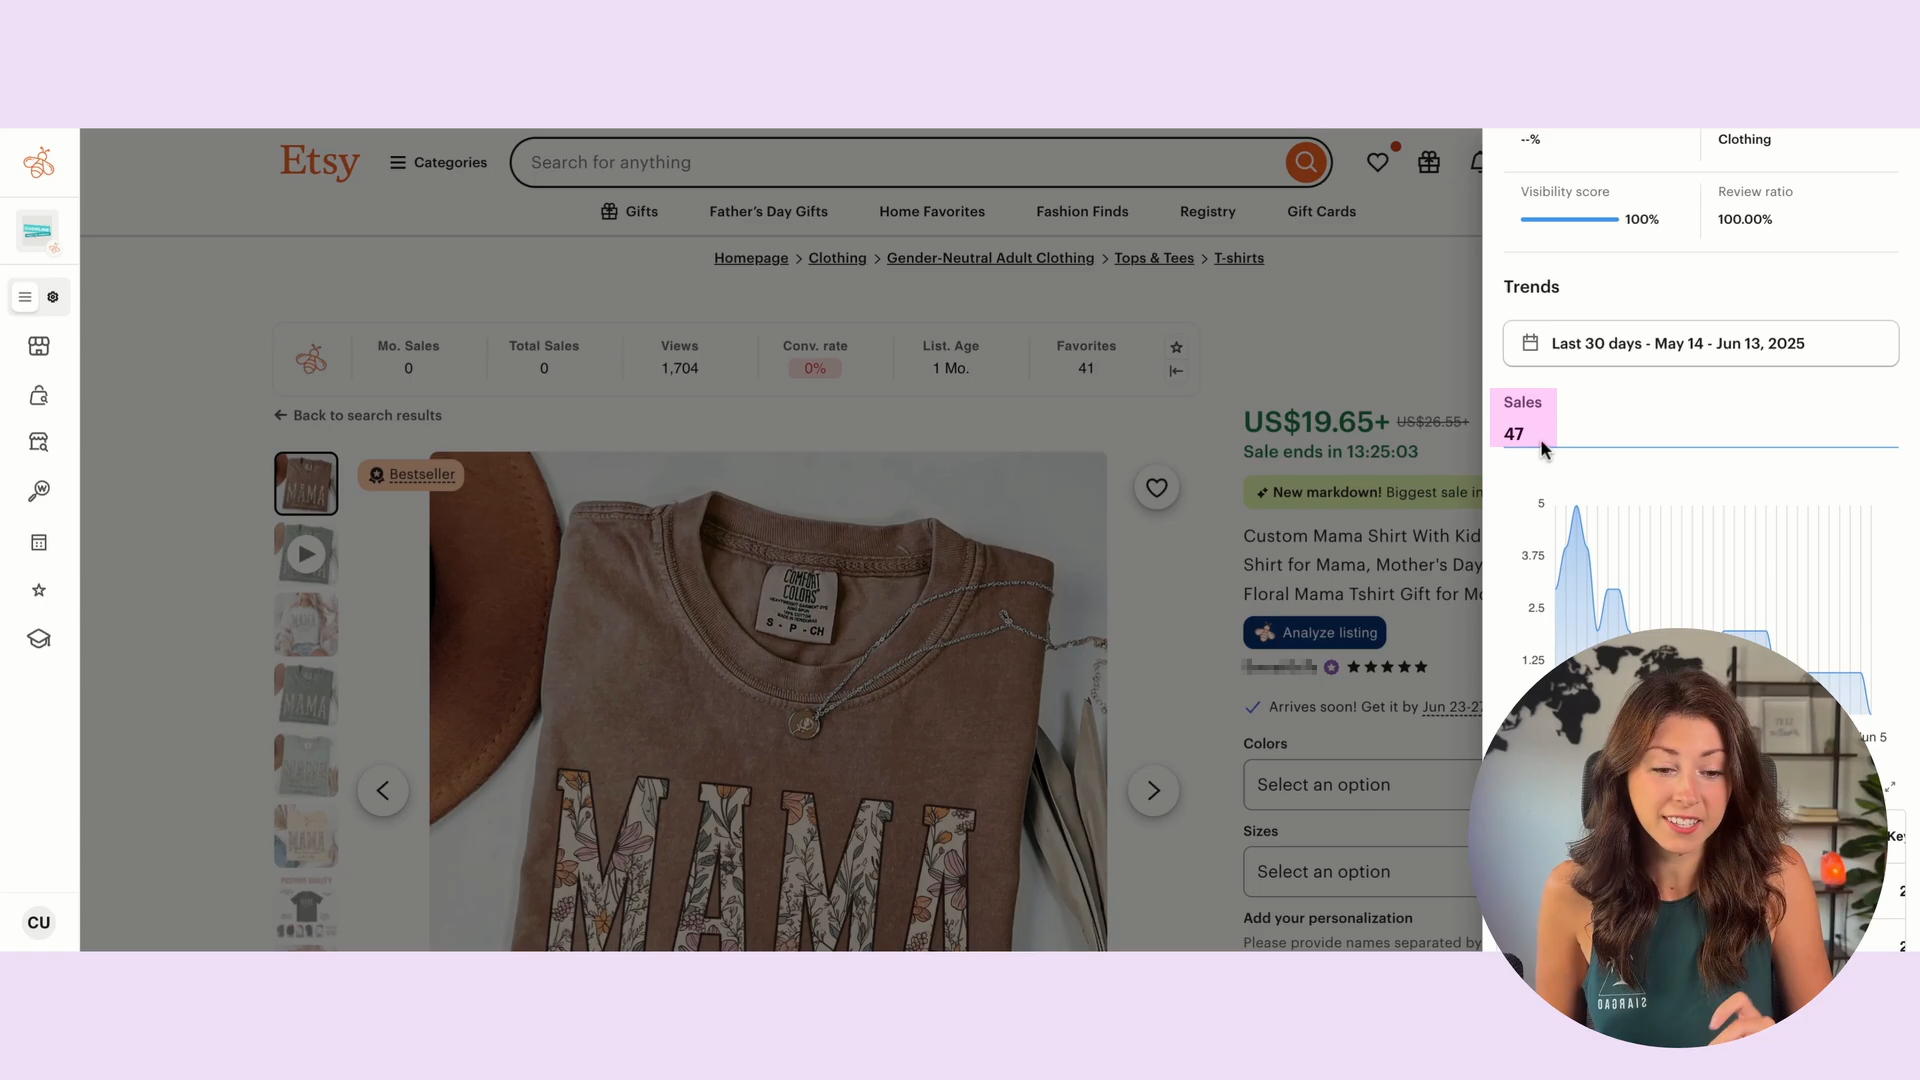 Etsy
Categories
Search for anything
Gifts
Father's Day Gifts
Home Favorites
Fashion Finds
Registry
Gift Cards
Homepage > Clothing > Gender-Neutral Adult Clothing > Tops & Tees > T-shirts
Mo. Sales
0
Total Sales
0
Views
1,704
Conv. rate
0%
List. Age
1 Mo.
Favorites
41
Back to search results
Bestseller
COMFORT
COLORS
S - P - CH
MAMA
US$19.65+ US$26.55+
Sale ends in 13:25:03
New markdown! Biggest sale in
Custom Mama Shirt With Kid
Shirt for Mama, Mother's Day
Floral Mama Tshirt Gift for Mo
Analyze listing
Arrives soon! Get it by Jun 23-27
Colors
Select an option
Sizes
Select an option
Add your personalization
Please provide names separated by
--%
Clothing
Visibility score
100%
Review ratio
100.00%
Trends
Last 30 days - May 14 - Jun 13, 2025
Sales
47
5
3.75
2.5
1.25
un 5
Key
2
2
CU